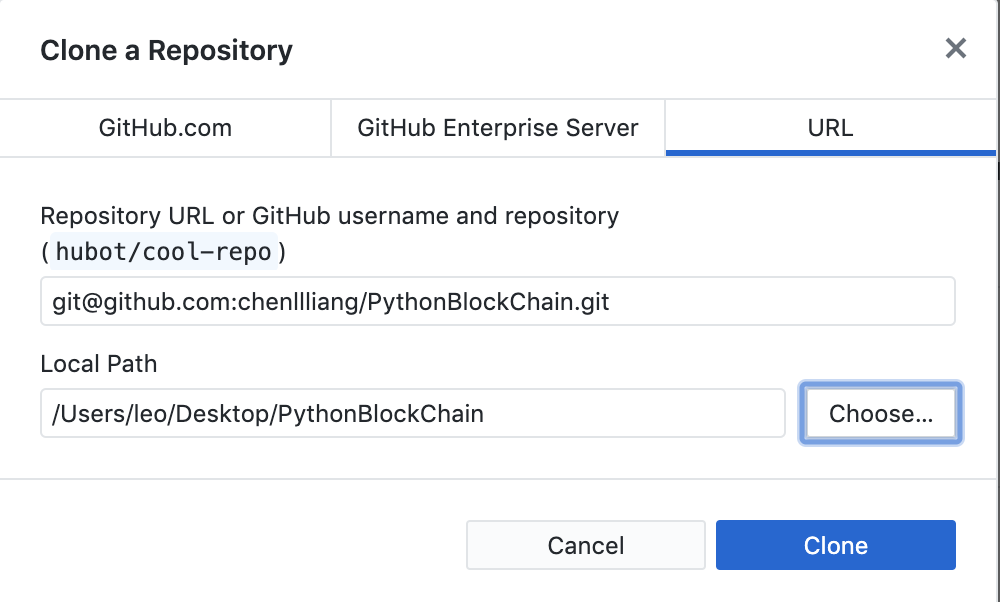 Clone a Repository
GitHub.com
GitHub Enterprise Server
URL
Repository URL or GitHub username and repository
(hubot/cool-repo)
git@github.com:chenllliang/PythonBlockChain.git
Local Path
/Users/leo/Desktop/PythonBlockChain
Choose...
Cancel
Clone